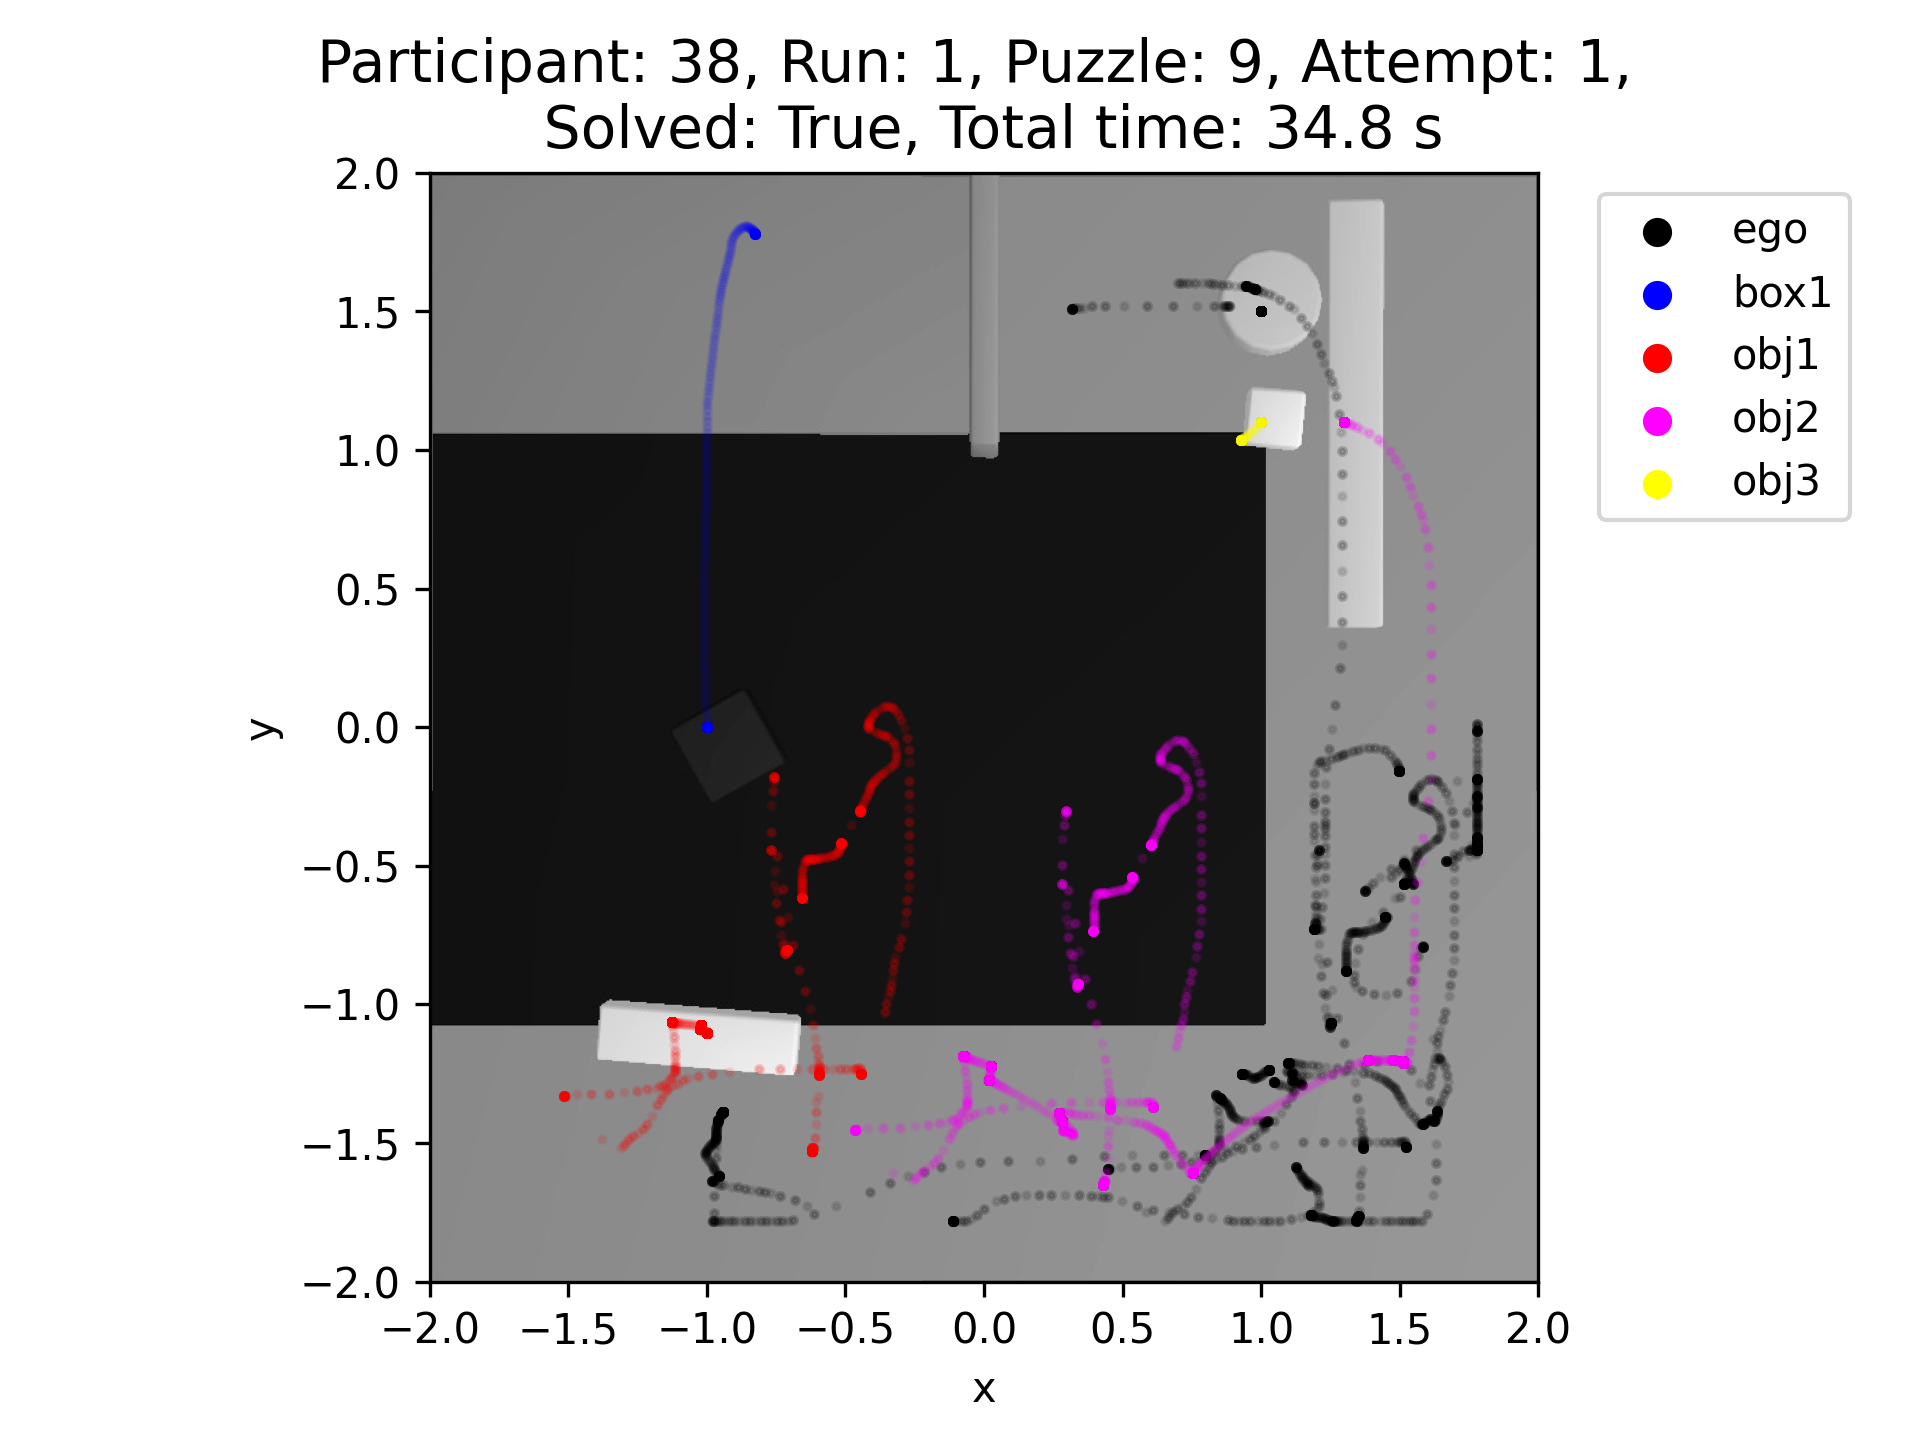 Participant: 38, Run: 1, Puzzle: 9, Attempt: 1,
Solved: True, Total time: 34.8 s
2.0
1.5
1.0
0.5
0.0
−0.5
−1.0
−1.5
−2.0
y
−2.0 −1.5 −1.0 −0.5 0.0 0.5 1.0 1.5 2.0
x
ego
box1
obj1
obj2
obj3